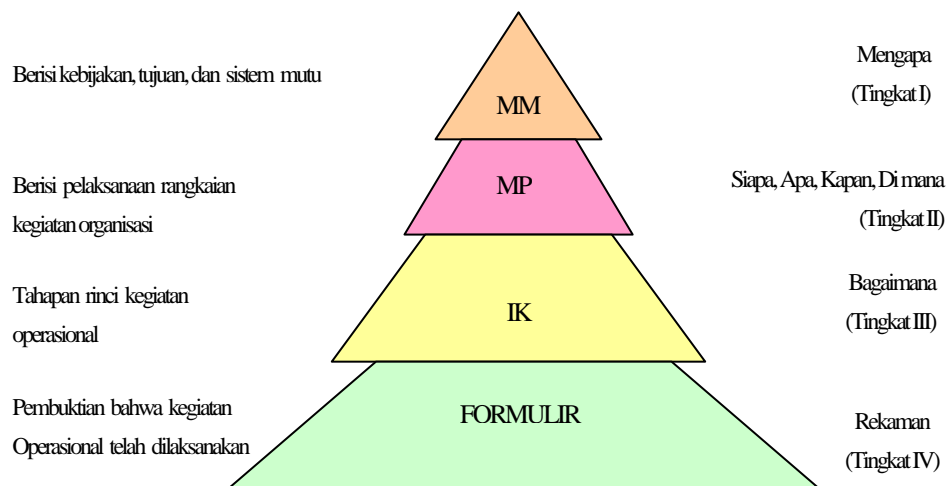 Berisi kebijakan, tujuan, dan sistem mutu
MM
Mengapa
(Tingkat I)
Berisi pelaksanaan rangkaian
kegiatan organisasi
MP
Siapa, Apa, Kapan, Di mana
(Tingkat II)
Tahapan rinci kegiatan
operasional
IK
Bagaimana
(Tingkat III)
Pembuktian bahwa kegiatan
Operasional telah dilaksanakan
FORMULIR
Rekaman
(Tingkat IV)